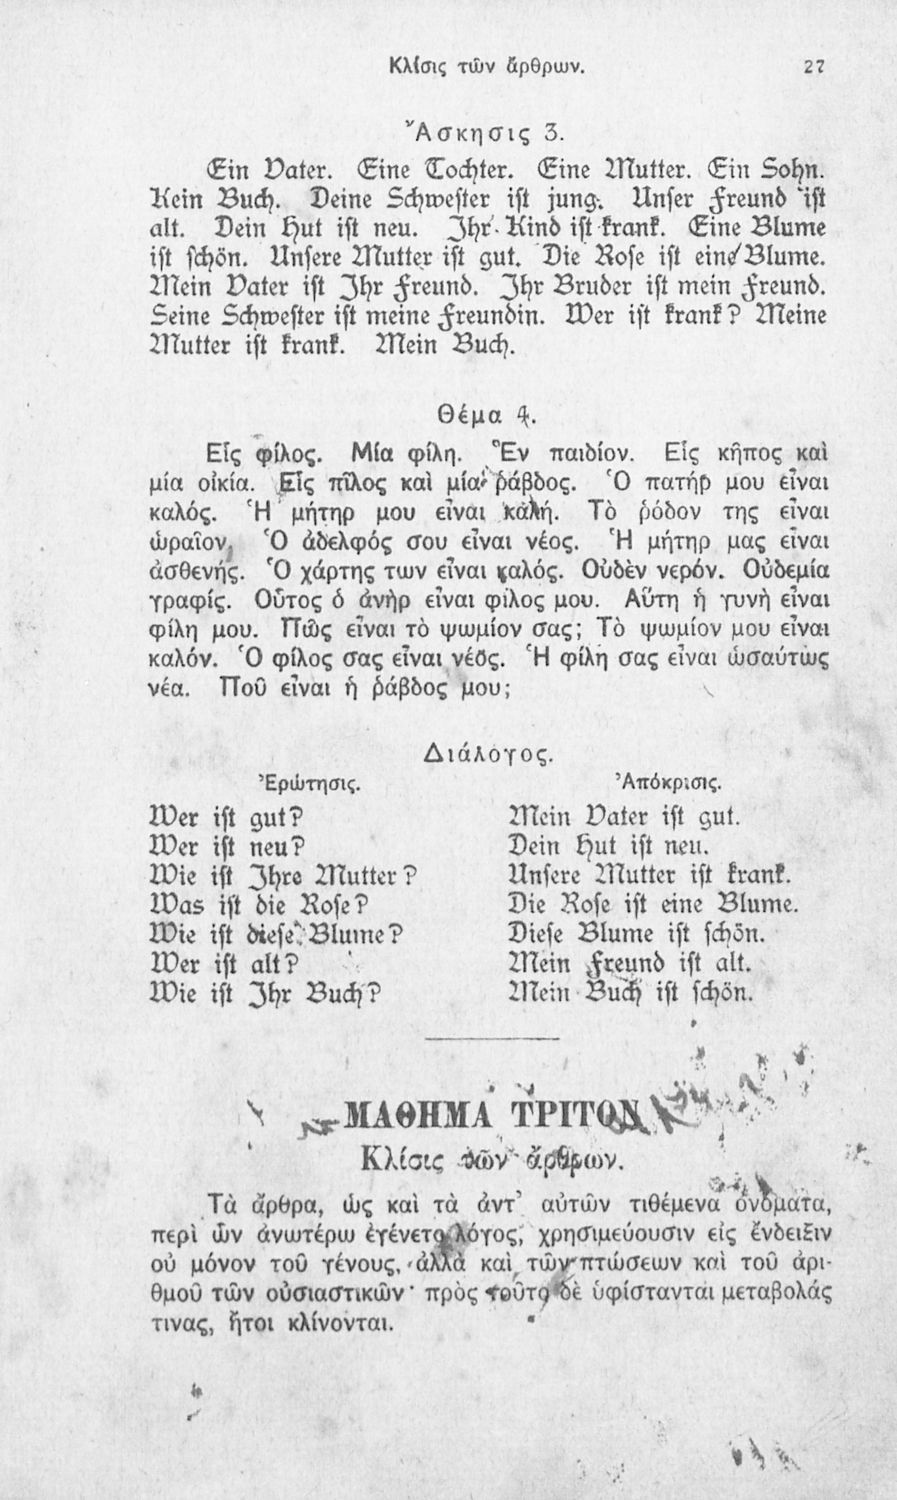 Κλίσις τῶν ἄρθρων. 27
Ἄσκησις 3.
Ein Vater. Eine Tochter. Eine Mutter. Ein Sohn.
Kein Buch. Deine Schwester ist jung. Unser Freund ist
alt. Dein Hut ist neu. Ihr Kind ist krank. Eine Blume
ist schön. Unsere Mutter ist gut. Die Rose ist eine Blume.
Mein Vater ist Ihr Freund. Ihr Bruder ist mein Freund.
Seine Schwester ist meine Freundin. Wer ist krank? Meine
Mutter ist krank. Mein Buch.
Θέμα 4.
Εἷς φίλος. Μία φίλη. Ἓν παιδίον. Εἷς κῆπος καὶ
μία οἰκία. Εἷς πῖλος καὶ μία ῥάβδος. Ὁ πατήρ μου εἶναι
καλός. Ἡ μήτηρ μου εἶναι καλή. Τὸ ῥόδον της εἶναι
ὡραῖον. Ὁ ἀδελφός σου εἶναι νέος. Ἡ μήτηρ μας εἶναι
ἀσθενής. Ὁ χάρτης των εἶναι καλός. Οὐδὲν νερόν. Οὐδεμία
γραφίς. Οὗτος ὁ ἀνὴρ εἶναι φίλος μου. Αὕτη ἡ γυνὴ εἶναι
φίλη μου. Πῶς εἶναι τὸ ψωμίον σας; Τὸ ψωμίον μου εἶναι
καλόν. Ὁ φίλος σας εἶναι νέος. Ἡ φίλη σας εἶναι ὡσαύτως
νέα. Ποῦ εἶναι ἡ ῥάβδος μου;
Διάλογος.
Ἐρώτησις. Ἀπόκρισις.
Wer ist gut? Mein Vater ist gut.
Wer ist neu? Dein Hut ist neu.
Wie ist Ihre Mutter? Unsere Mutter ist krank.
Was ist die Rose? Die Rose ist eine Blume.
Wie ist diese Blume? Diese Blume ist schön.
Wer ist alt? Mein Freund ist alt.
Wie ist Ihr Buch? Mein Buch ist schön.
ΜΑΘΗΜΑ ΤΡΙΤΟΝ
Κλίσις τῶν ἄρθρων.
Τὰ ἄρθρα, ὡς καὶ τὰ ἀντ' αὐτῶν τιθέμενα ὀνόματα,
περὶ ὧν ἀνωτέρω ἐγένετο λόγος, χρησιμεύουσιν εἰς ἔνδειξιν
οὐ μόνον τοῦ γένους, ἀλλὰ καὶ τῶν πτώσεων καὶ τοῦ ἀρι-
θμοῦ τῶν οὐσιαστικῶν· πρὸς τοῦτο δὲ ὑφίστανται μεταβολάς
τινας, ἤτοι κλίνονται.